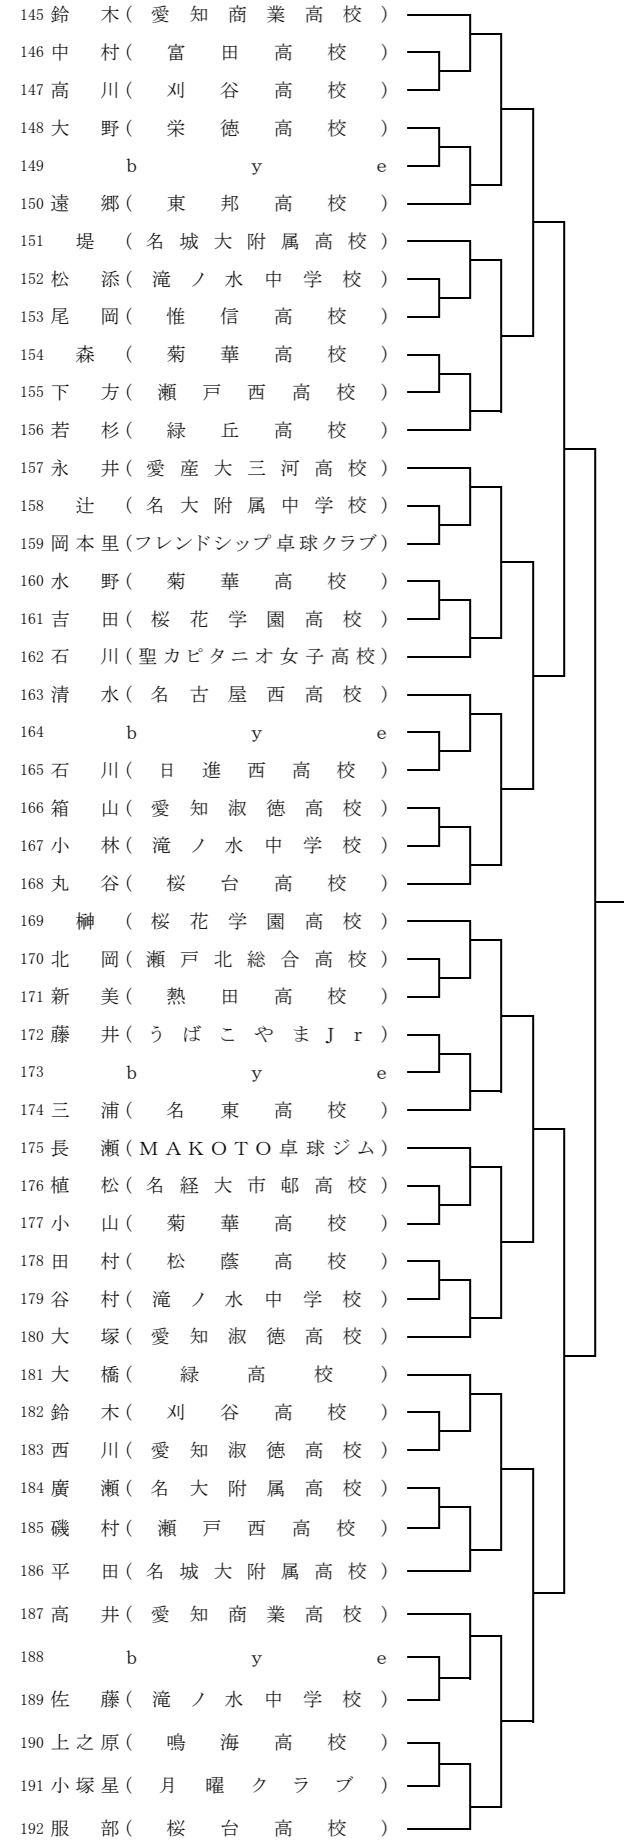 145 鈴木(愛知商業高校)
146 中村(富田高校)
147 高川(刈谷高校)
148 大野(栄徳高校)
149 bye
150 遠郷(東邦高校)
151 堤(名城大附属高校)
152 松添(滝ノ水中学校)
153 尾岡(惟信高校)
154 森(菊華高校)
155 下方(瀬戸西高校)
156 若杉(緑丘高校)
157 永井(愛産大三河高校)
158 辻(名大附属中学校)
159 岡本里(フレンドシップ卓球クラブ)
160 水野(菊華高校)
161 吉田(桜花学園高校)
162 石川(聖カピタニオ女子高校)
163 清水(名古屋西高校)
164 bye
165 石川(日進西高校)
166 箱山(愛知淑徳高校)
167 小林(滝ノ水中学校)
168 丸谷(桜台高校)
169 榊(桜花学園高校)
170 北岡(瀬戸北総合高校)
171 新美(熱田高校)
172 藤井(うばこやまJr)
173 bye
174 三浦(名東高校)
175 長瀬(MAKOTO卓球ジム)
176 植松(名経大市邨高校)
177 小山(菊華高校)
178 田村(松蔭高校)
179 谷村(滝ノ水中学校)
180 大塚(愛知淑徳高校)
181 大橋(緑高校)
182 鈴木(刈谷高校)
183 西川(愛知淑徳高校)
184 廣瀬(名大附属高校)
185 磯村(瀬戸西高校)
186 平田(名城大附属高校)
187 高井(愛知商業高校)
188 bye
189 佐藤(滝ノ水中学校)
190 上之原(鳴海高校)
191 小塚星(月曜クラブ)
192 服部(桜台高校)